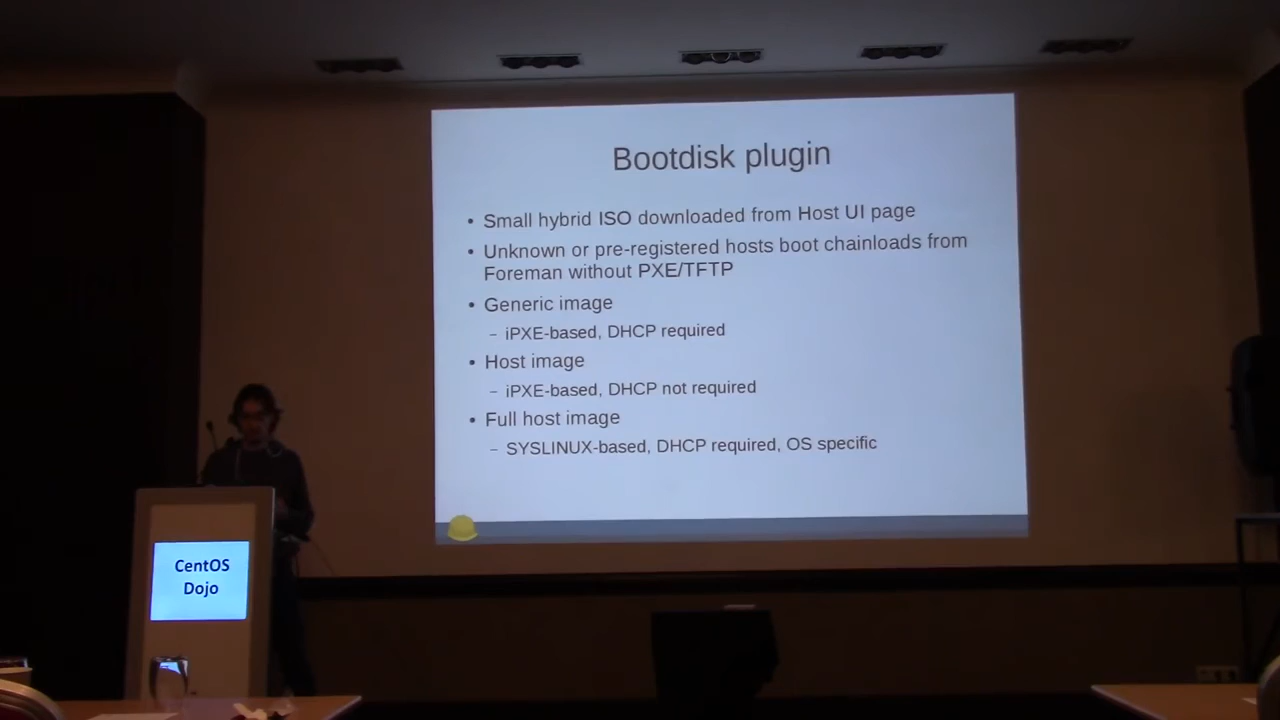 Bootdisk plugin
• Small hybrid ISO downloaded from Host UI page
• Unknown or pre-registered hosts boot chainloads from
Foreman without PXE/TFTP
• Generic image
– iPXE-based, DHCP required
• Host image
– iPXE-based, DHCP not required
• Full host image
– SYSLINUX-based, DHCP required, OS specific
CentOS
Dojo